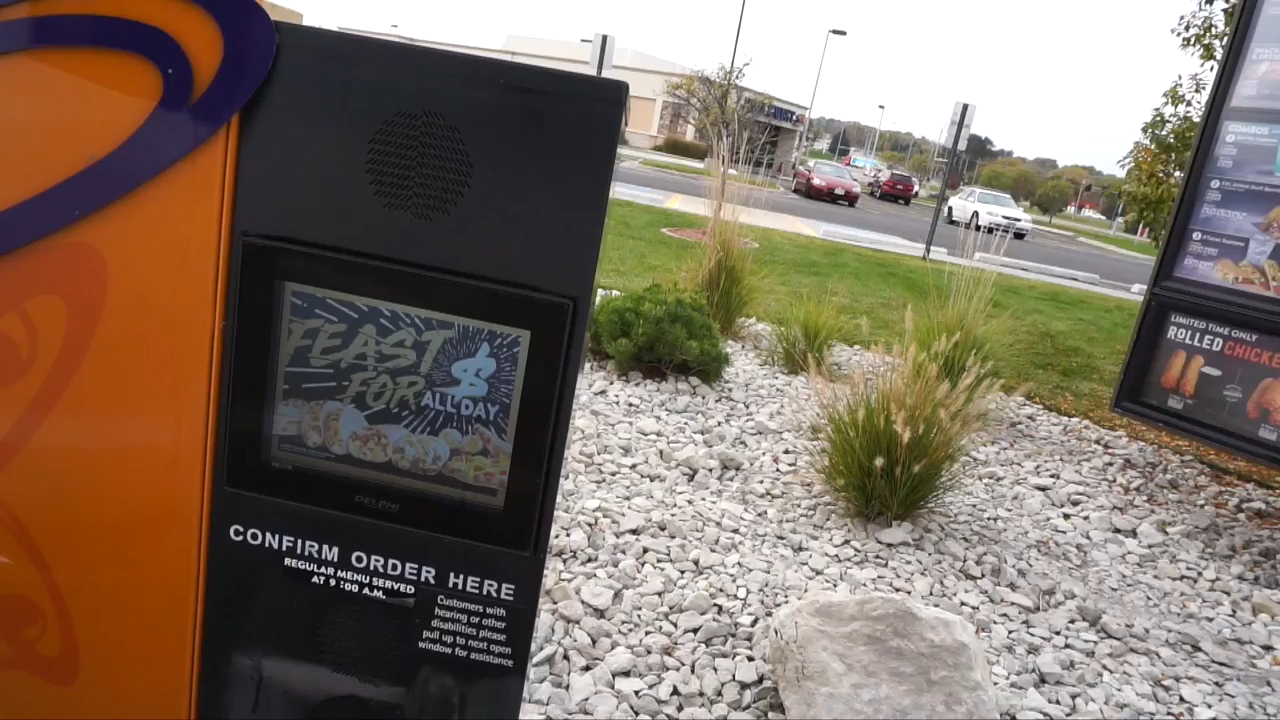 FEAST
FOR
$
ALL DAY
DELPHI
CONFIRM ORDER HERE
REGULAR MENU SERVED
AT 9:00 A.M.
Customers with
hearing or other
disabilities please
pull up to next open
window for assistance
COMBOS
LIMITED TIME ONLY
ROLLED CHICKE